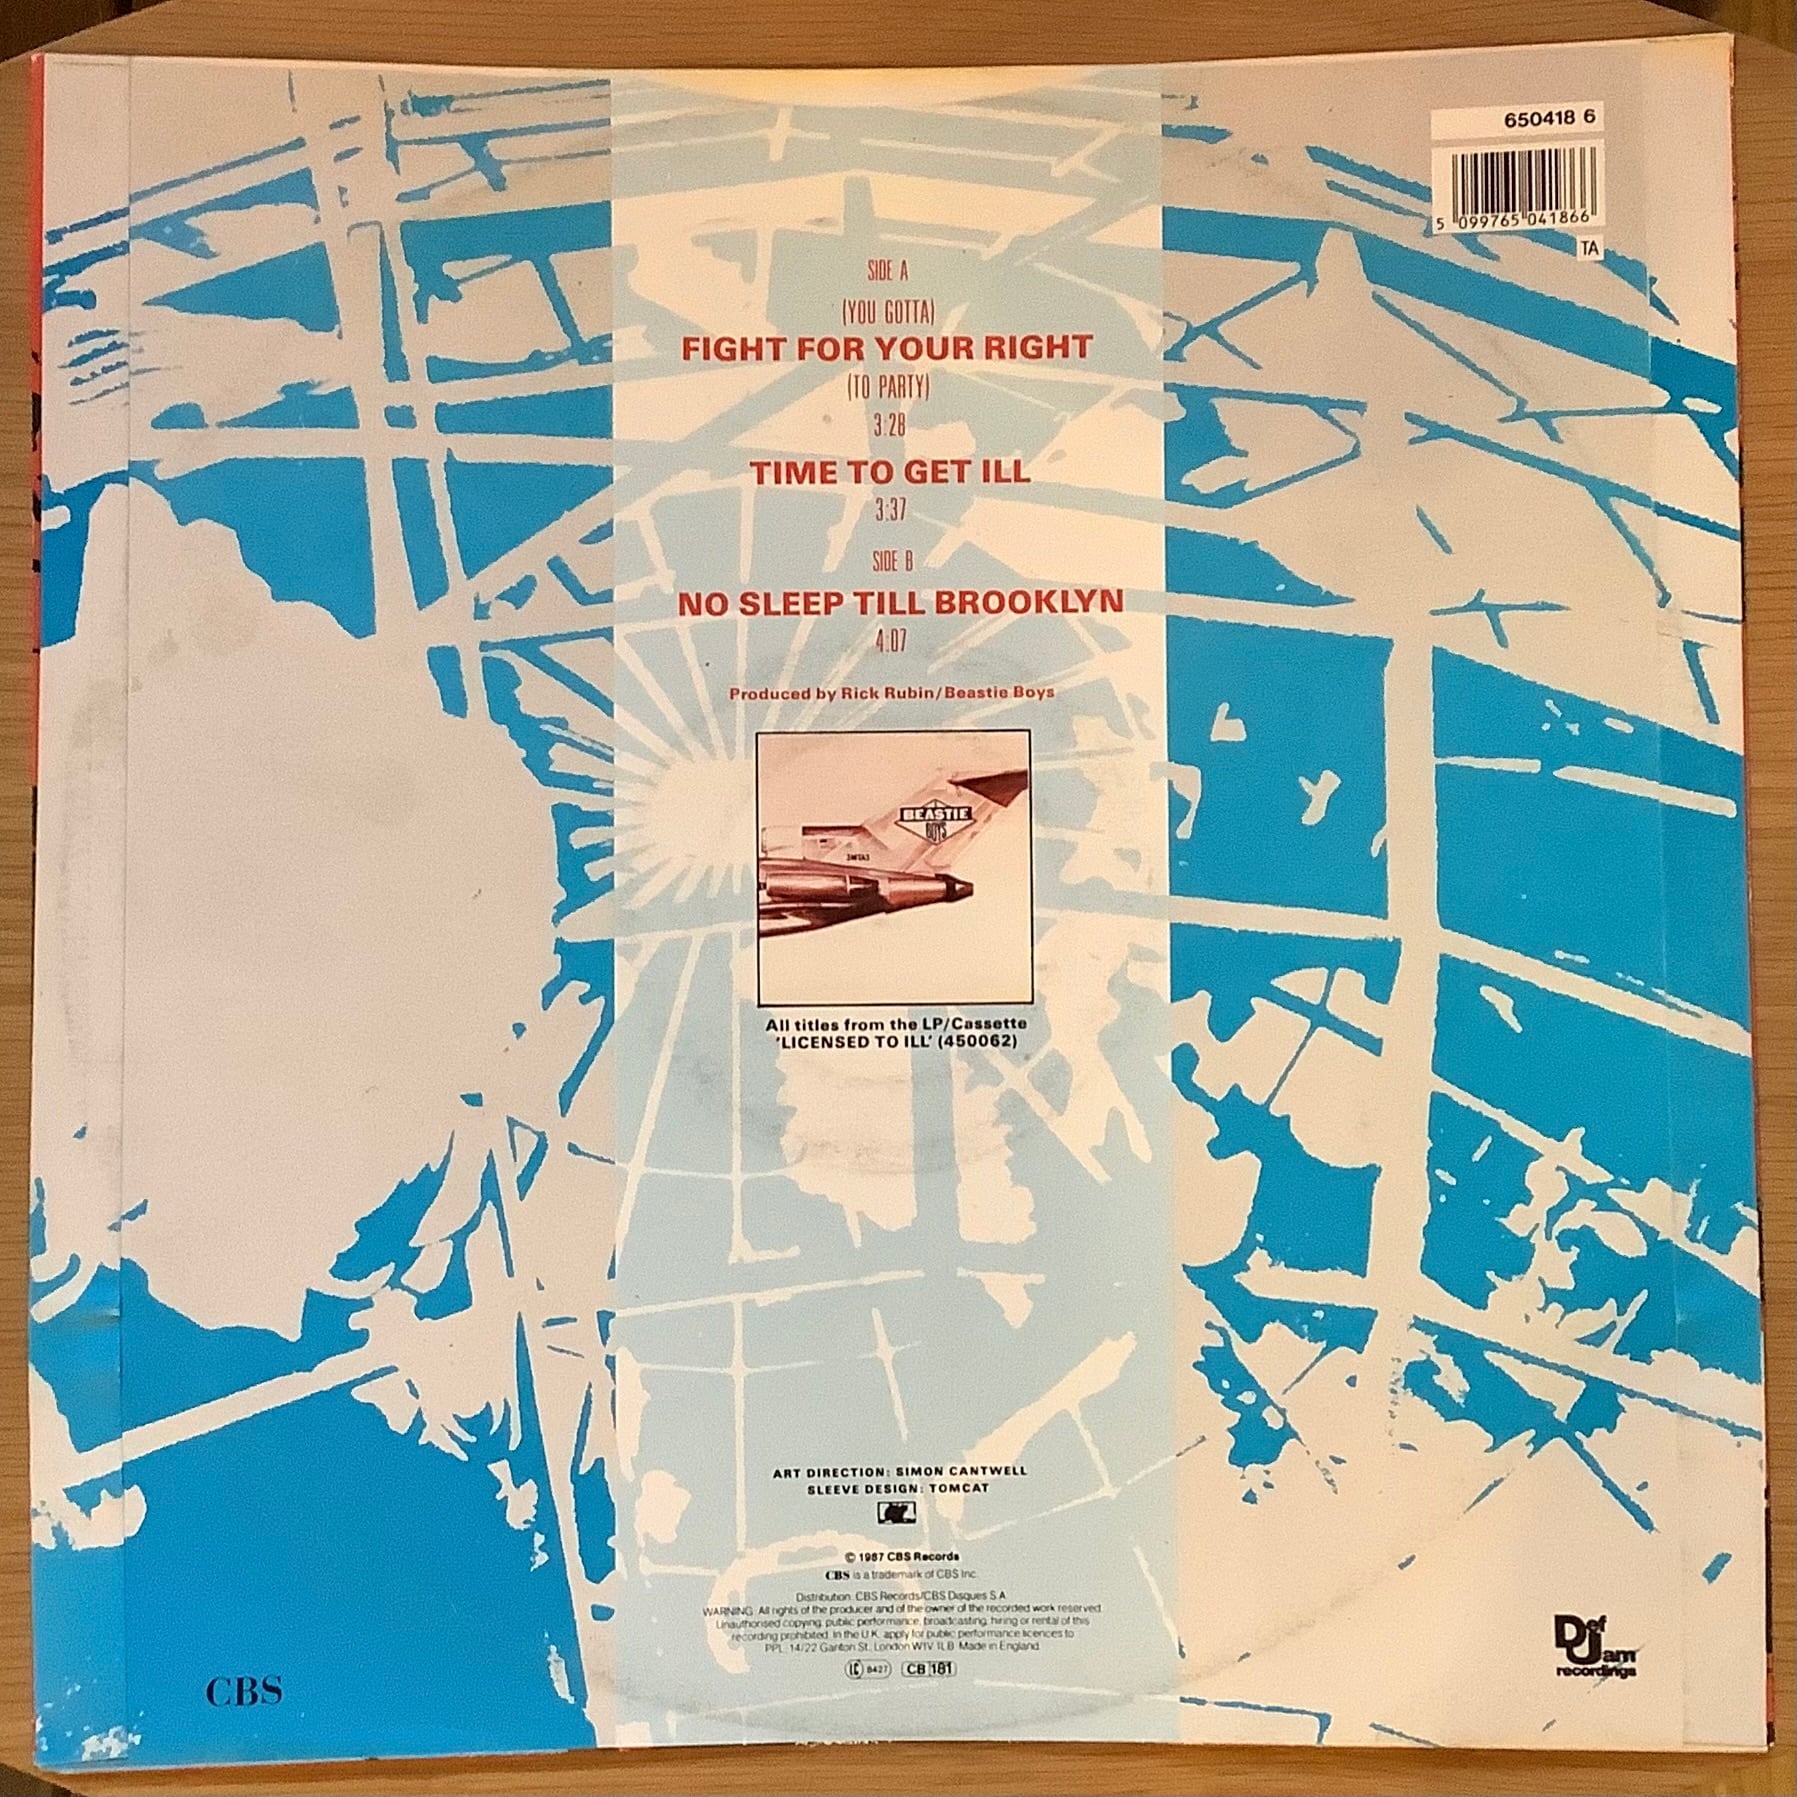 650418 6
5 099765 041866
TA
SIDE A
(YOU GOTTA)
FIGHT FOR YOUR RIGHT
(TO PARTY)
3:28
TIME TO GET ILL
3:37
SIDE B
NO SLEEP TILL BROOKLYN
4:07
Produced by Rick Rubin/Beastie Boys
BEASTIE
BOYS
3MTA3
All titles from the LP/Cassette
'LICENSED TO ILL' (450062)
ART DIRECTION: SIMON CANTWELL
SLEEVE DESIGN: TOMCAT
© 1987 CBS Records
CBS is a trademark of CBS Inc.
Distribution: CBS Records/CBS Disques S.A.
WARNING: All rights of the producer and of the owner of the recorded work reserved.
Unauthorised copying, public performance, broadcasting, hiring or rental of this
recording prohibited. In the U.K. apply for public performance licences to
PPL, 14/22 Ganton St., London W1V 1LB. Made in England
LC 8427 CB 181
CBS
Def
Jam
recordings